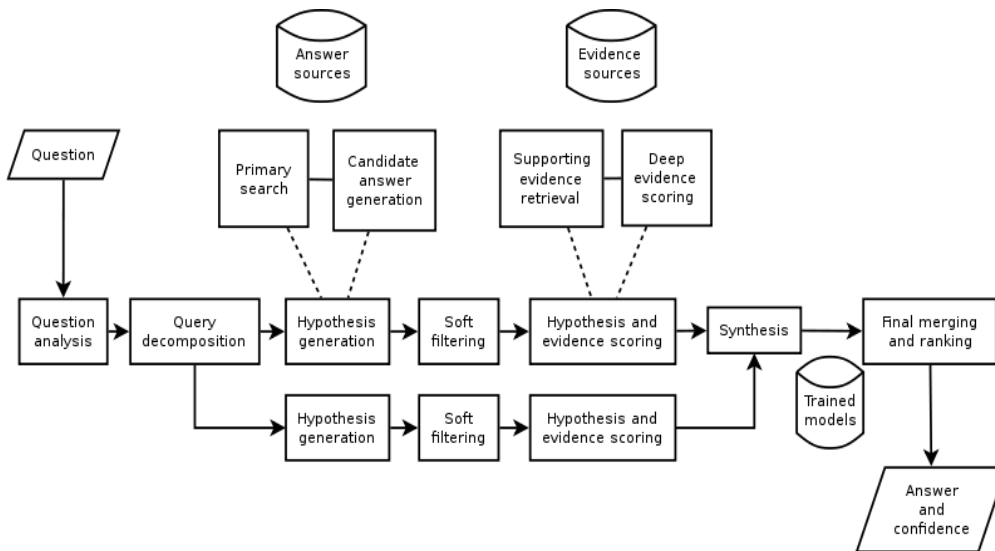 Answer
sources
Evidence
sources
Question
Primary
search
Candidate
answer
generation
Supporting
evidence
retrieval
Deep
evidence
scoring
Question
analysis
Query
decomposition
Hypothesis
generation
Soft
filtering
Hypothesis and
evidence scoring
Synthesis
Final merging
and ranking
Trained
models
Hypothesis
generation
Soft
filtering
Hypothesis and
evidence scoring
Answer
and
confidence